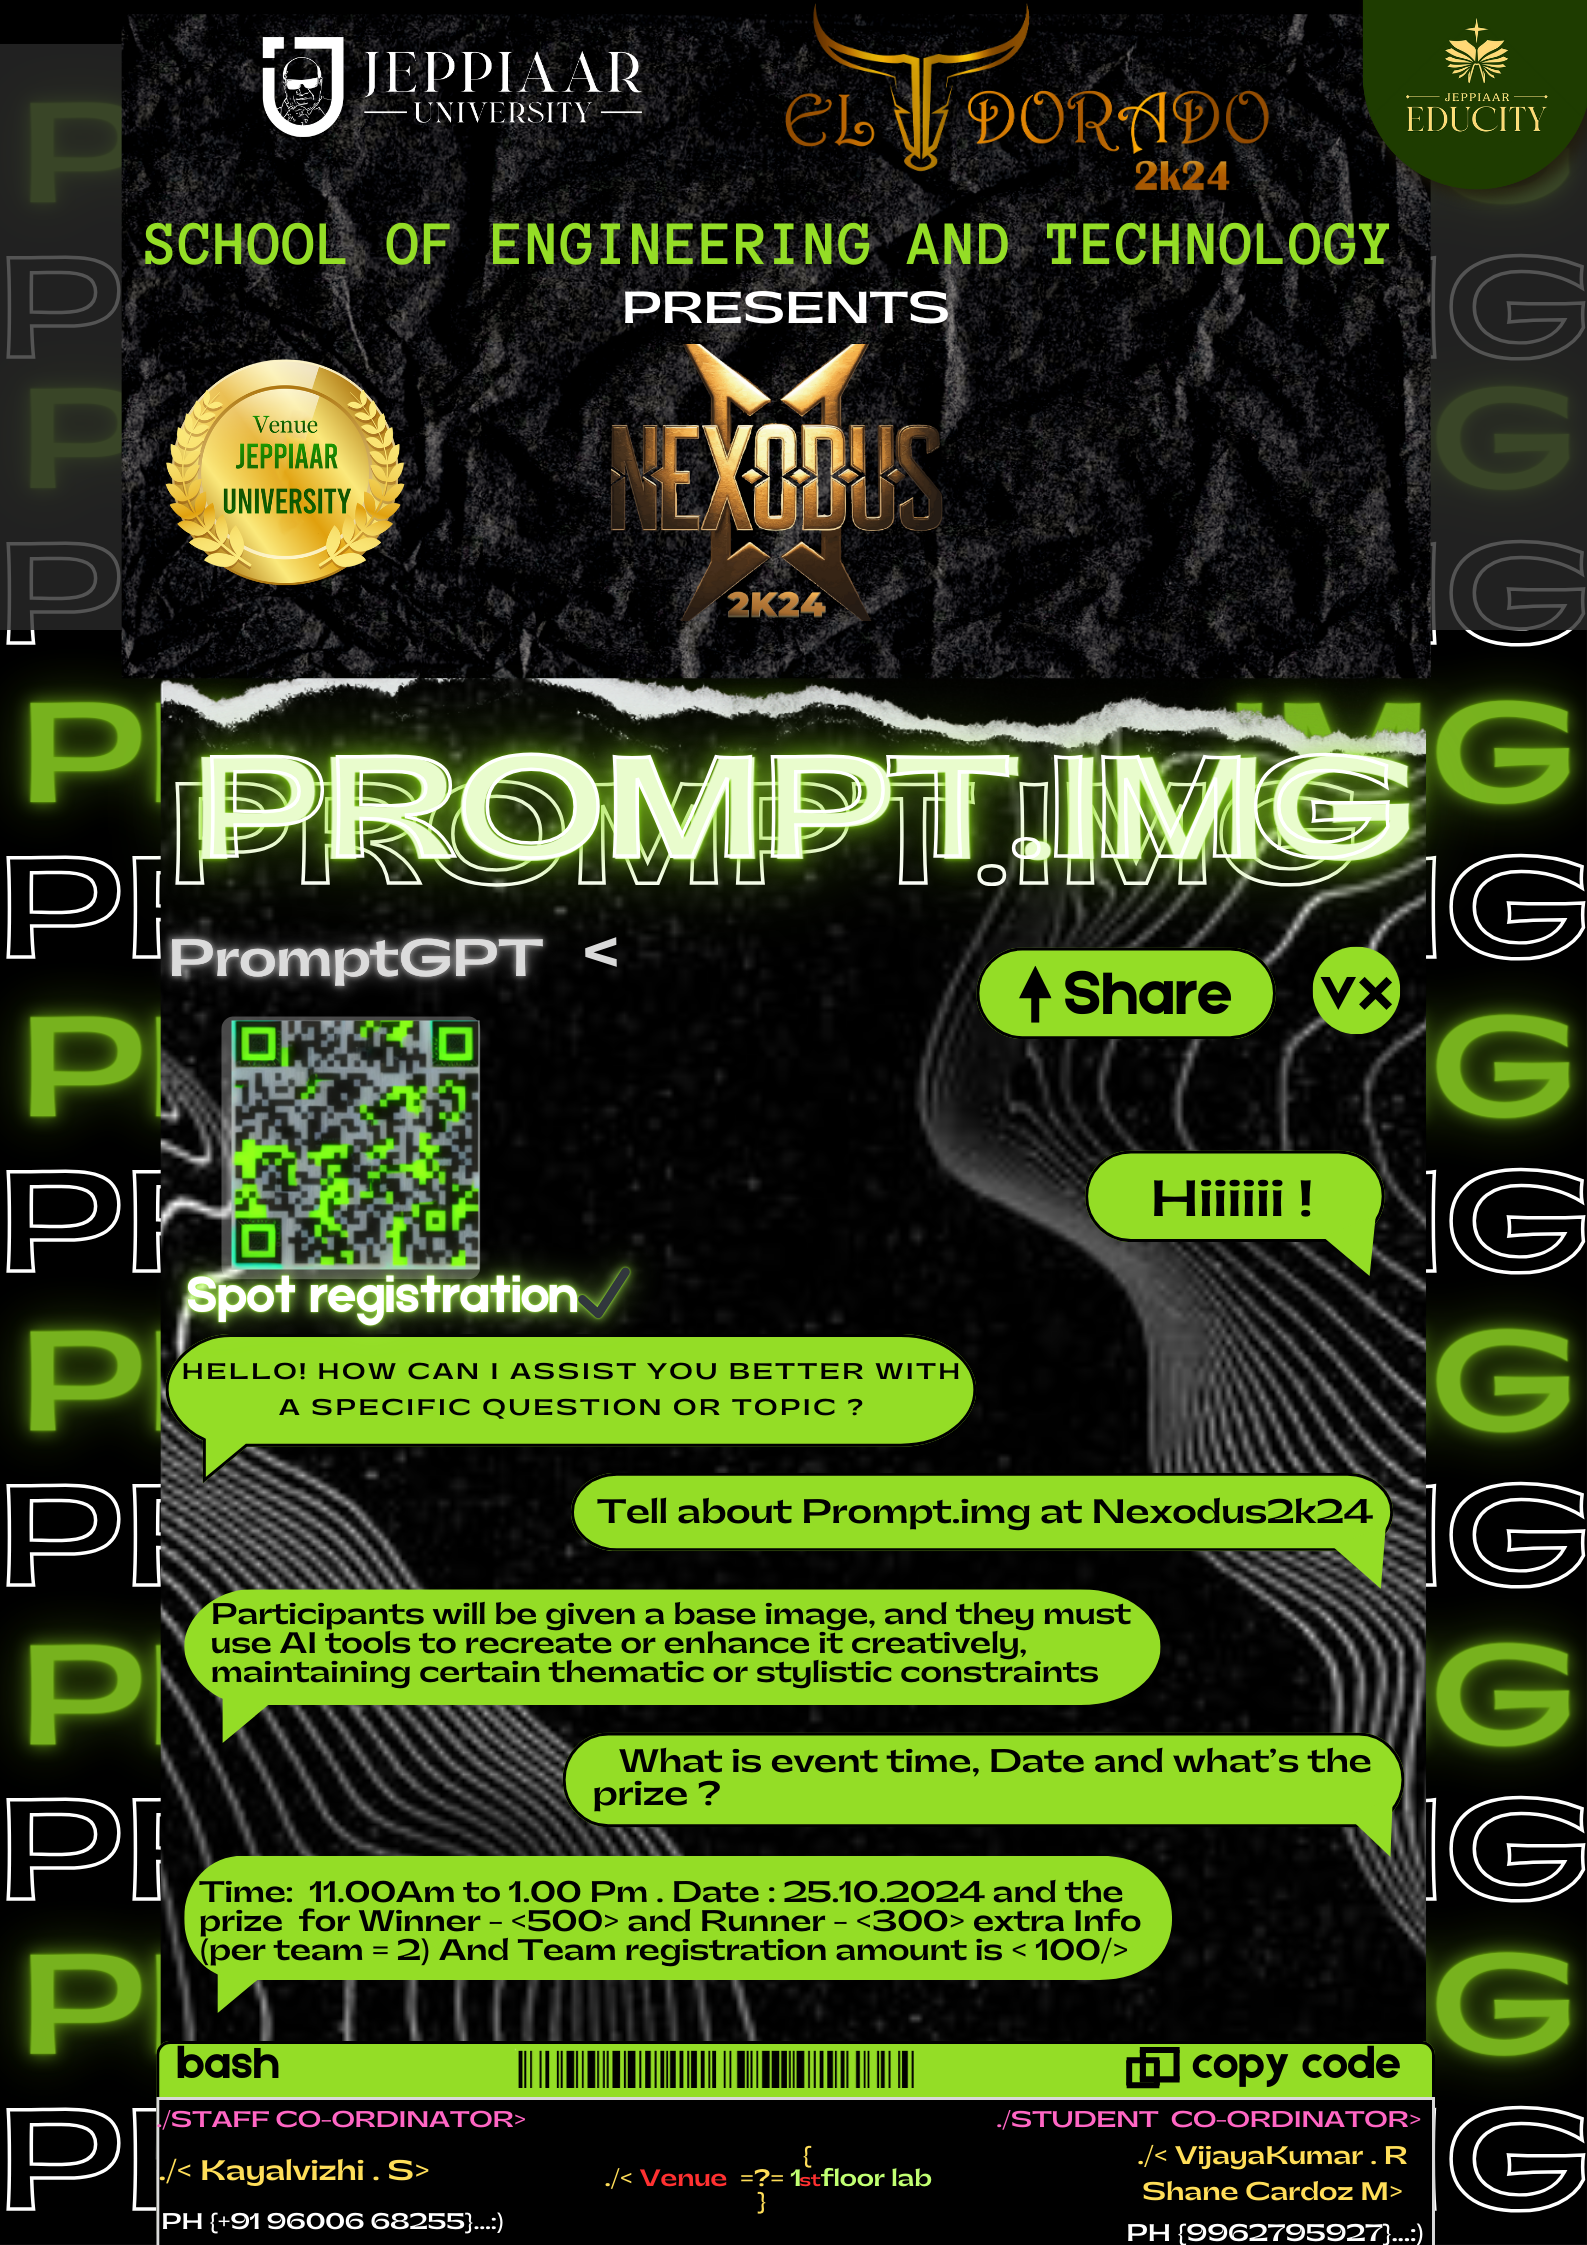 JEPPIAAR
UNIVERSITY
EL DORADO
2k24
JEPPIAAR
EDUCITY
SCHOOL OF ENGINEERING AND TECHNOLOGY
PRESENTS
Venue
JEPPIAAR
UNIVERSITY
NEXODUS
2K24
PROMPT.IMG
PROMPT.IMG
PromptGPT <
Share
Hiiiiii !
Spot registration
HELLO! HOW CAN I ASSIST YOU BETTER WITH
A SPECIFIC QUESTION OR TOPIC ?
Tell about Prompt.img at Nexodus2k24
Participants will be given a base image, and they must
use AI tools to recreate or enhance it creatively,
maintaining certain thematic or stylistic constraints
What is event time, Date and what's the
prize ?
Time: 11.00Am to 1.00 Pm . Date : 25.10.2024 and the
prize for Winner - <500> and Runner - <300> extra Info
(per team = 2) And Team registration amount is < 100/>
bash
copy code
./STAFF CO-ORDINATOR>
./< Kayalvizhi . S>
PH {+91 96006 68255}...:)
{
./< Venue =?= 1st floor lab
}
./STUDENT CO-ORDINATOR>
./< VijayaKumar . R
Shane Cardoz M>
PH {9962795927}...:)